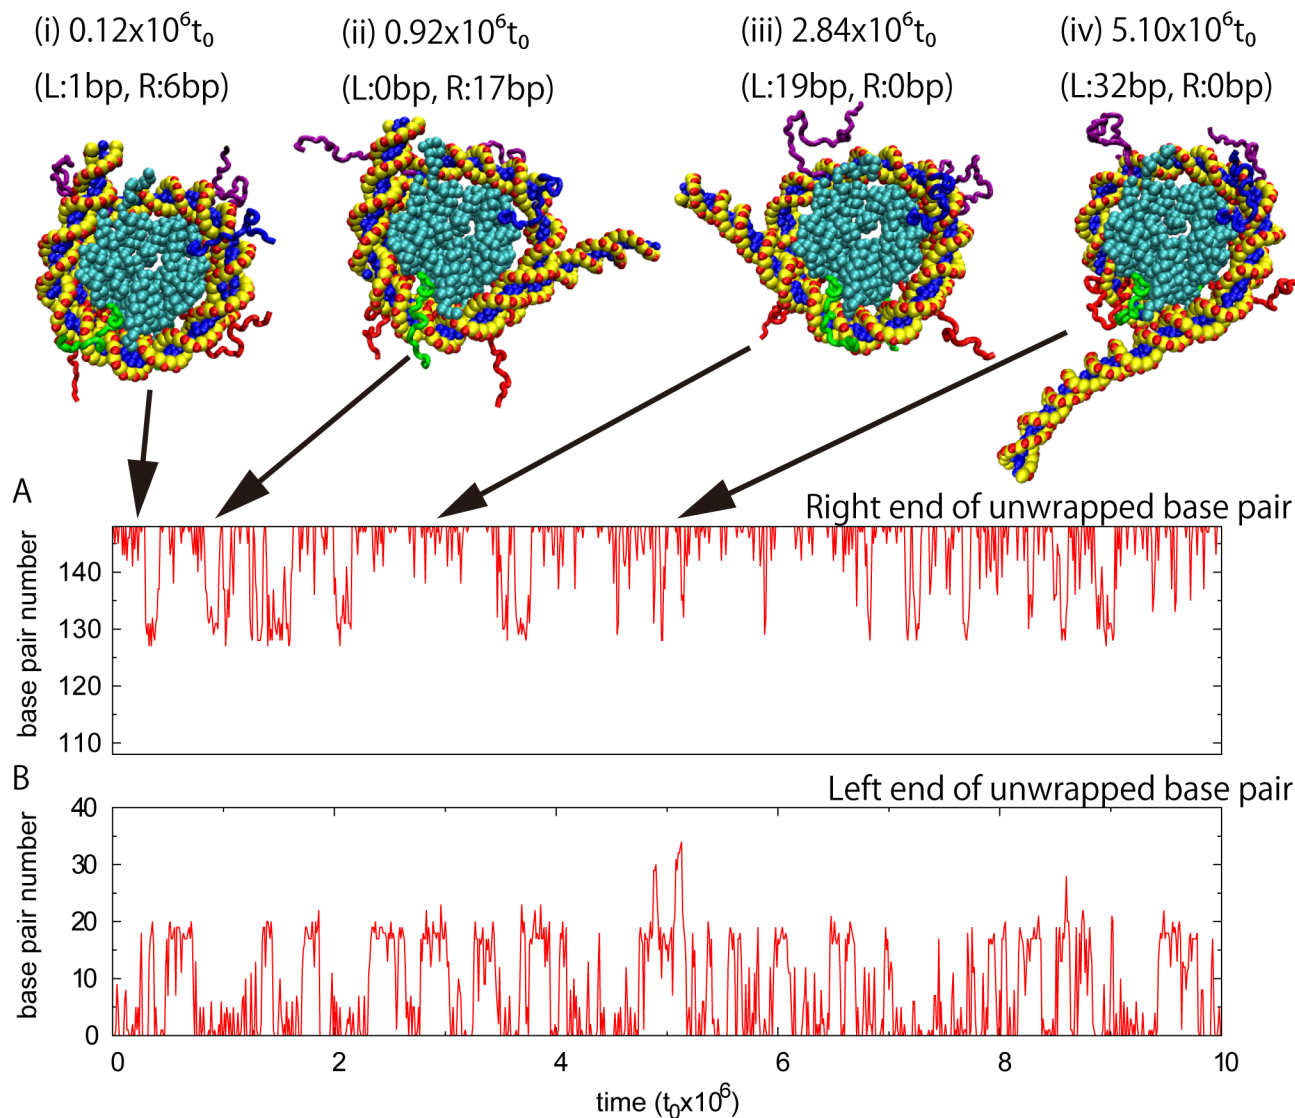 (i) 0.12x10⁶t₀ (ii) 0.92x10⁶t₀ (iii) 2.84x10⁶t₀ (iv) 5.10x10⁶t₀
(L:1bp, R:6bp) (L:0bp, R:17bp) (L:19bp, R:0bp) (L:32bp, R:0bp)
A
Right end of unwrapped base pair
base pair number
140
130
120
110
B
Left end of unwrapped base pair
base pair number
40
30
20
10
0
0 2 4 6 8 10
time (t₀x10⁶)